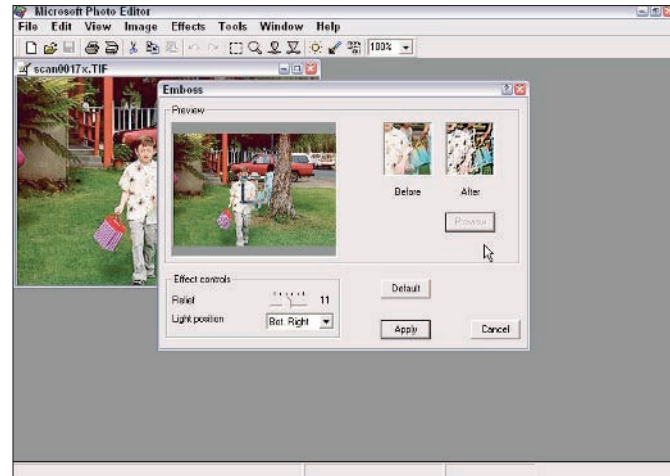 Microsoft Photo Editor
File Edit View Image Effects Tools Window Help
100%
scan0017x.TIF
Emboss
Preview
Before After
Preview
Effect controls
Relief 11
Light position Bot Right
Default
Apply Cancel